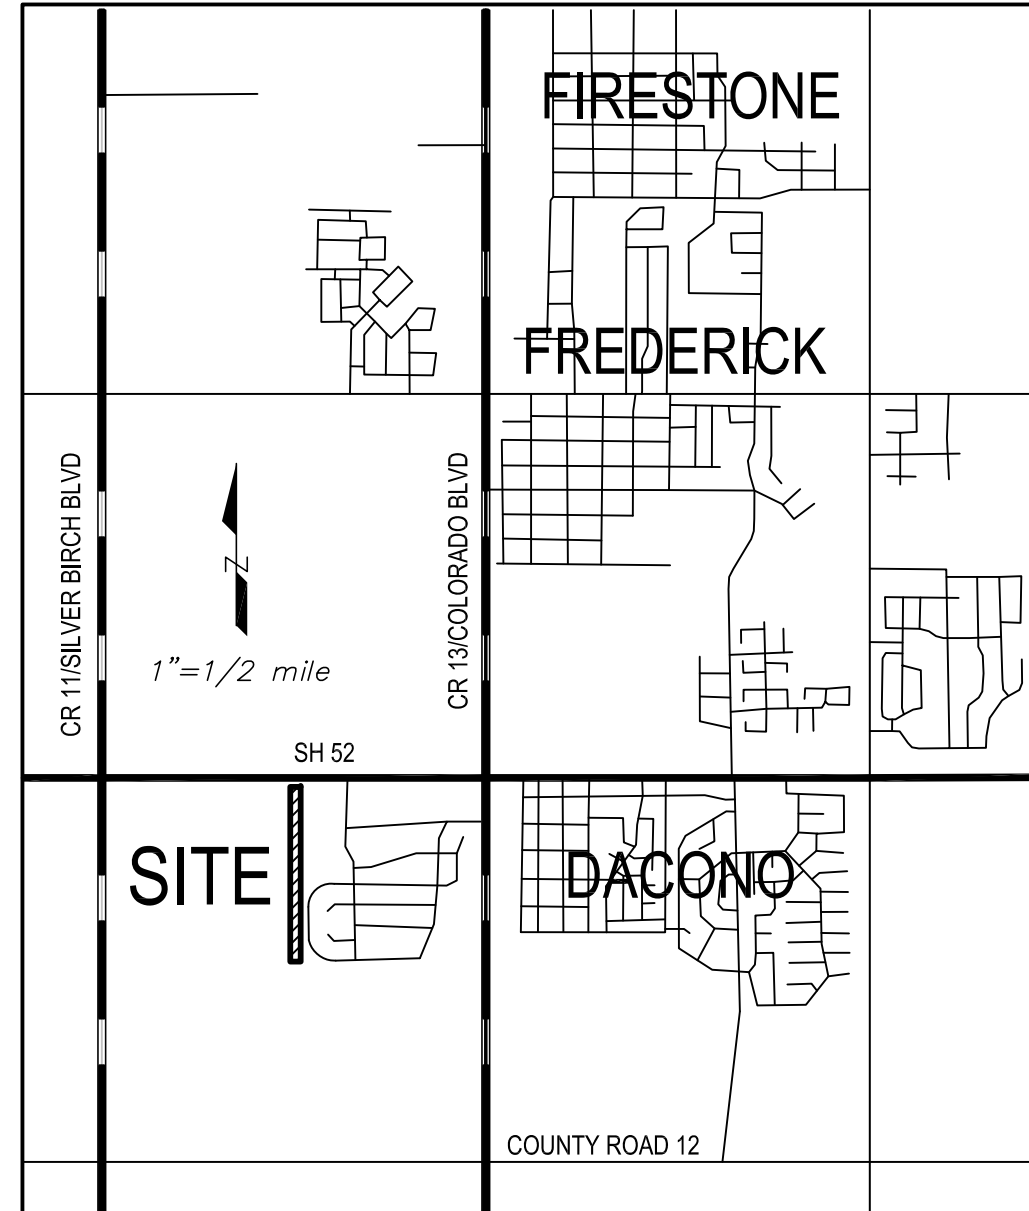 FIRESTONE
FREDERICK
CR 11/SILVER BIRCH BLVD
CR 13/COLORADO BLVD
N
1"=1/2 mile
SH 52
SITE
DACONO
COUNTY ROAD 12